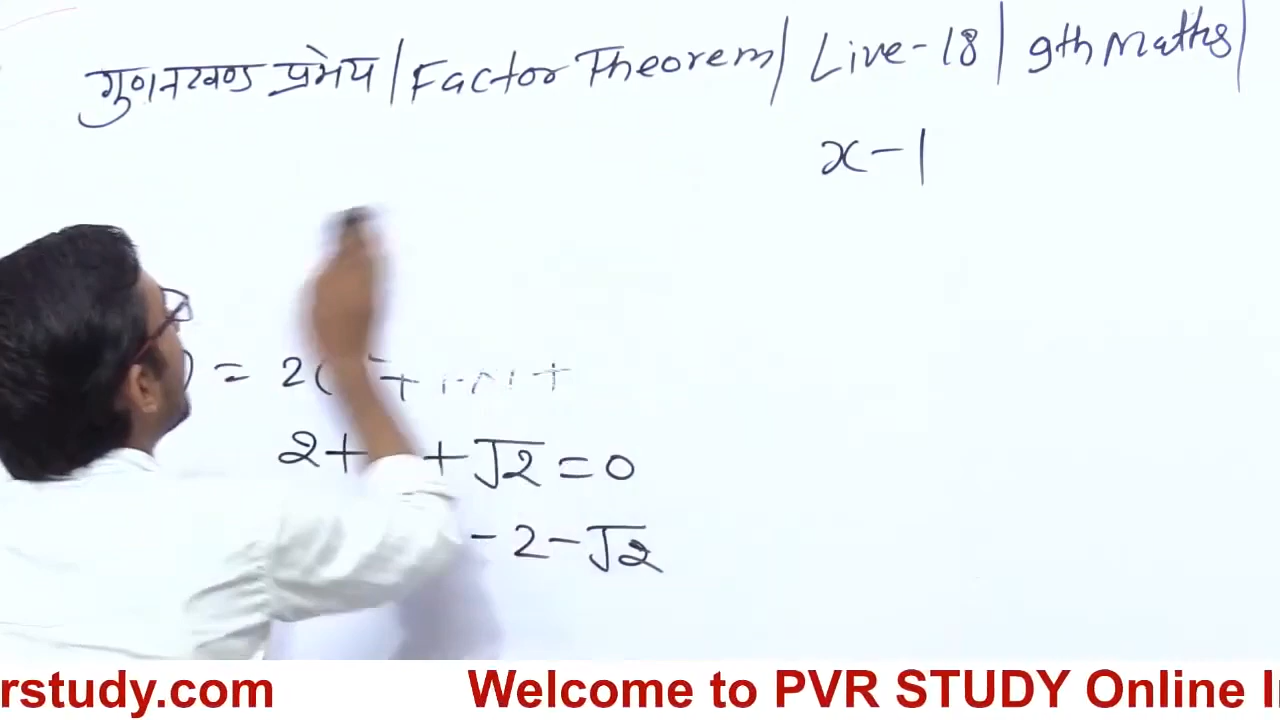 गुणनखण्ड प्रमेय | Factor Theorem | Live-18 | 9th Maths |
x-1
) = 2( + +
2+ + √2 = 0
-2-√2
rstudy.com Welcome to PVR STUDY Online I